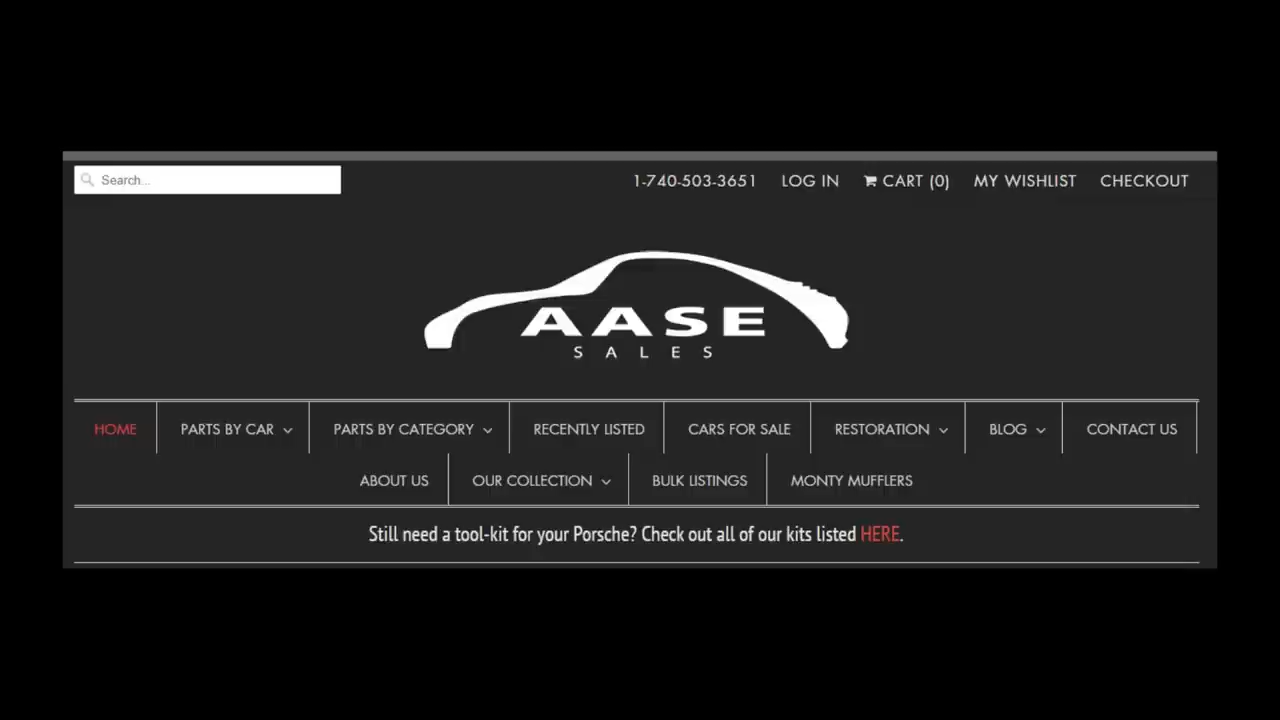 Search... 1-740-503-3651 LOG IN CART (0) MY WISHLIST CHECKOUT
AASE
SALES
HOME PARTS BY CAR PARTS BY CATEGORY RECENTLY LISTED CARS FOR SALE RESTORATION BLOG CONTACT US
ABOUT US OUR COLLECTION BULK LISTINGS MONTY MUFFLERS
Still need a tool-kit for your Porsche? Check out all of our kits listed HERE.